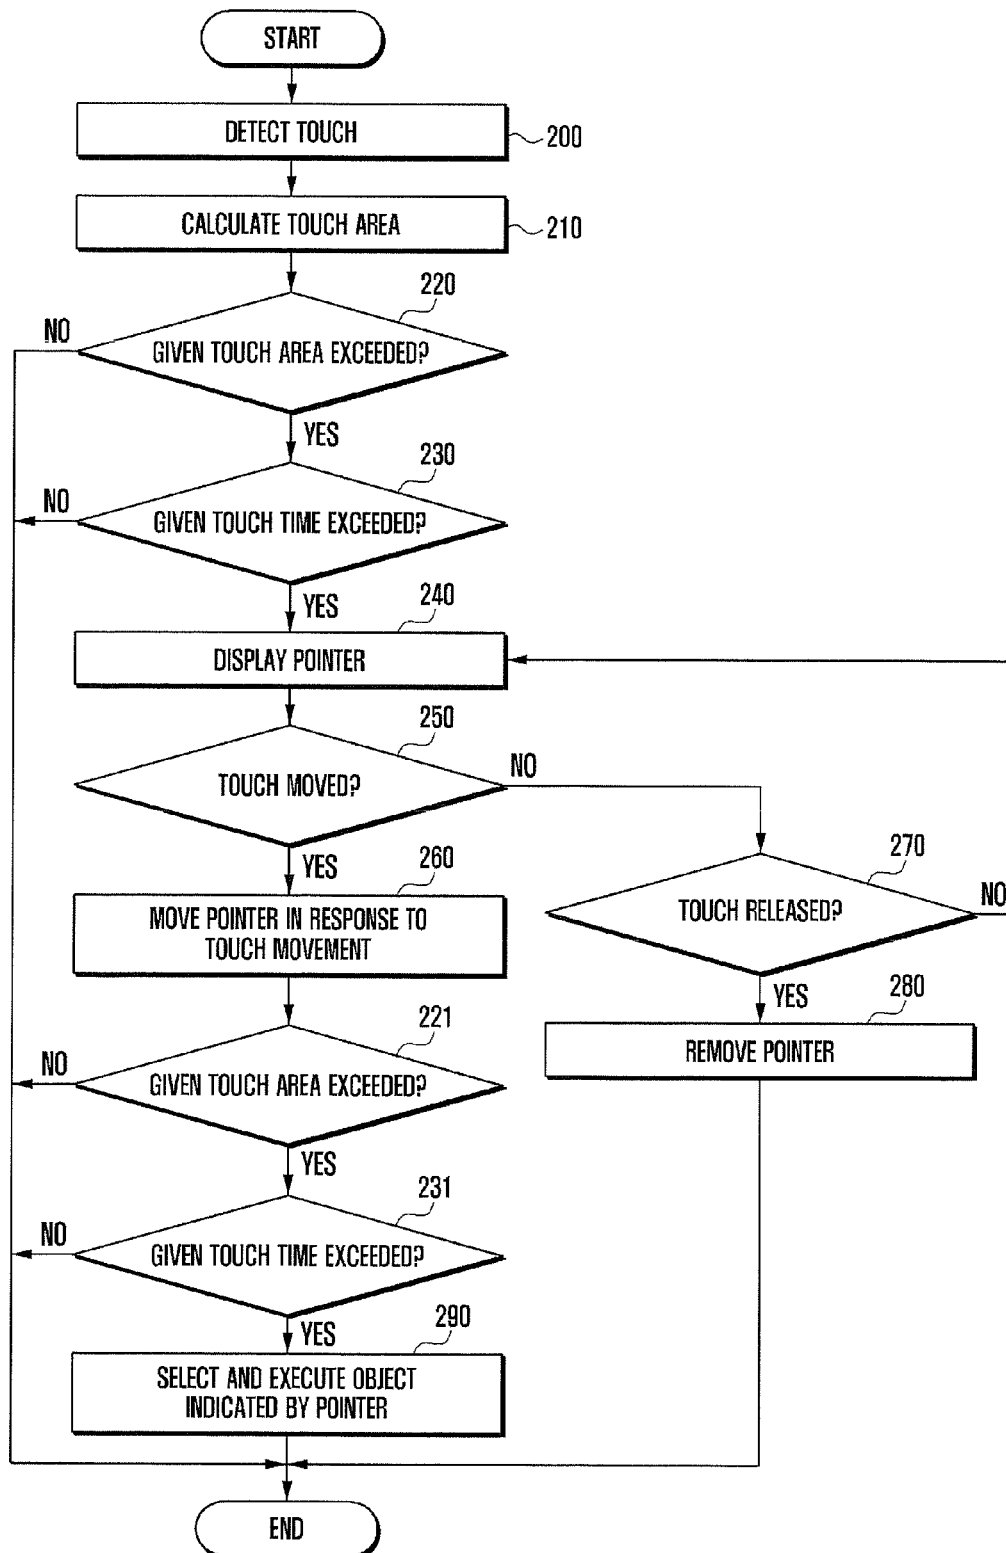 START
DETECT TOUCH
200
CALCULATE TOUCH AREA
210
220
NO
GIVEN TOUCH AREA EXCEEDED?
YES
230
NO
GIVEN TOUCH TIME EXCEEDED?
YES
240
DISPLAY POINTER
250
TOUCH MOVED?
NO
YES
260
MOVE POINTER IN RESPONSE TO
TOUCH MOVEMENT
270
TOUCH RELEASED?
NO
YES
280
REMOVE POINTER
221
NO
GIVEN TOUCH AREA EXCEEDED?
YES
231
NO
GIVEN TOUCH TIME EXCEEDED?
YES
290
SELECT AND EXECUTE OBJECT
INDICATED BY POINTER
END